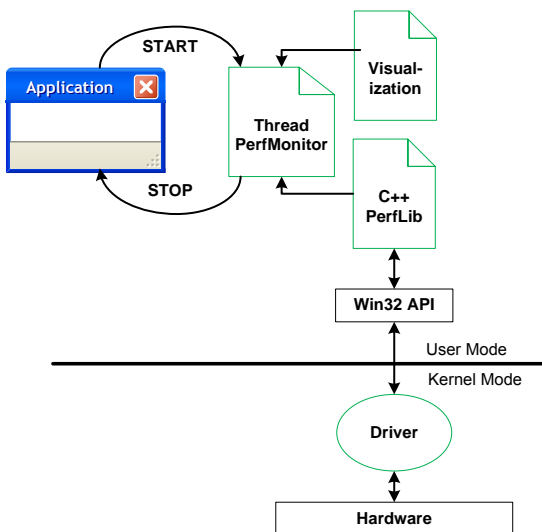 START
Application
Visual-
ization
Thread
PerfMonitor
STOP
C++
PerfLib
Win32 API
User Mode
Kernel Mode
Driver
Hardware